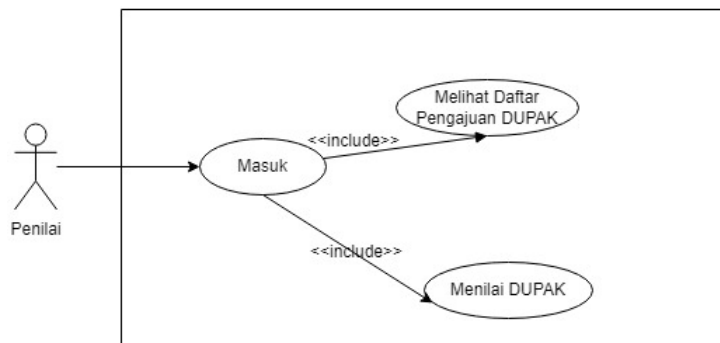 Melihat Daftar
Pengajuan DUPAK
<<include>>
Masuk
Penilai
<<include>>
Menilai DUPAK